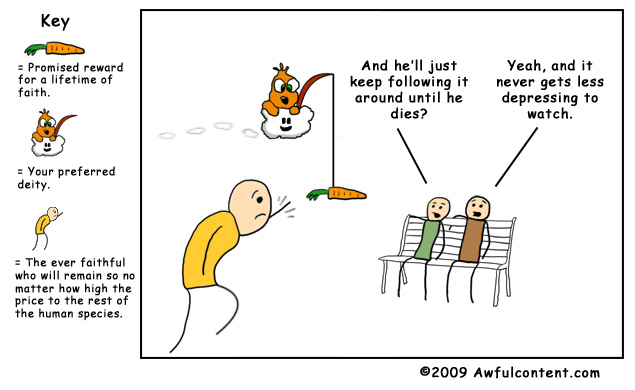 Key
= Promised reward
for a lifetime of
faith.
= Your preferred
deity.
= The ever faithful
who will remain so no
matter how high the
price to the rest of
the human species.
And he'll just
keep following it
around until he
dies?
Yeah, and it
never gets less
depressing to
watch.
©2009 Awfulcontent.com